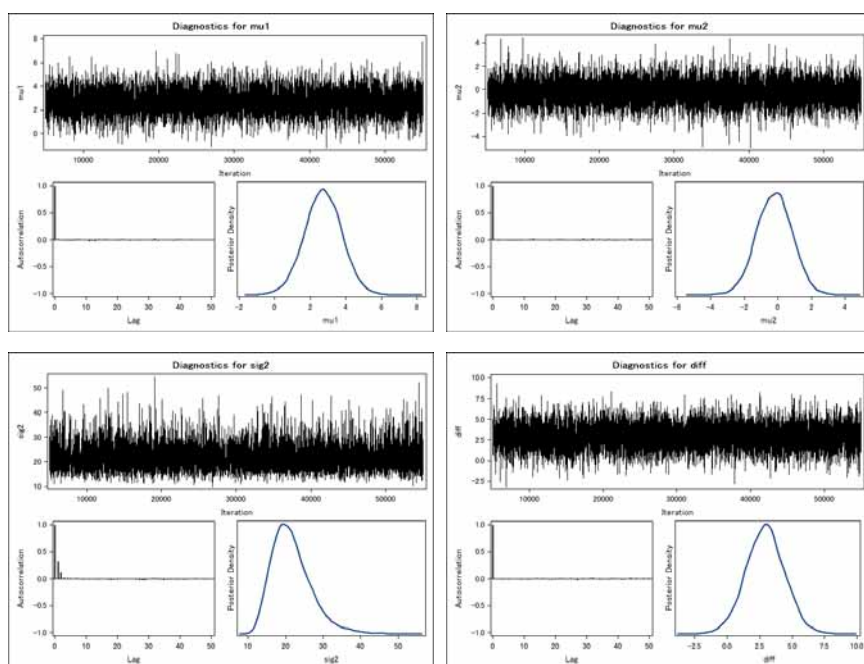 Diagnostics for mu1
8
6
4
2
0
mu1
10000 20000 30000 40000 50000
Iteration
1.0
0.5
0.0
-0.5
-1.0
Autocorrelation
0 10 20 30 40 50
Lag
Posterior Density
-2 0 2 4 6 8
mu1
Diagnostics for mu2
4
2
0
-2
-4
mu2
10000 20000 30000 40000 50000
Iteration
1.0
0.5
0.0
-0.5
-1.0
Autocorrelation
0 10 20 30 40 50
Lag
Posterior Density
-6 -4 -2 0 2 4
mu2
Diagnostics for sig2
50
40
30
20
10
sig2
10000 20000 30000 40000 50000
Iteration
1.0
0.5
0.0
-0.5
-1.0
Autocorrelation
0 10 20 30 40 50
Lag
Posterior Density
10 20 30 40 50
sig2
Diagnostics for diff
10.0
7.5
5.0
2.5
0.0
-2.5
diff
10000 20000 30000 40000 50000
Iteration
1.0
0.5
0.0
-0.5
-1.0
Autocorrelation
0 10 20 30 40 50
Lag
Posterior Density
-2.5 0.0 2.5 5.0 7.5 10.0
diff